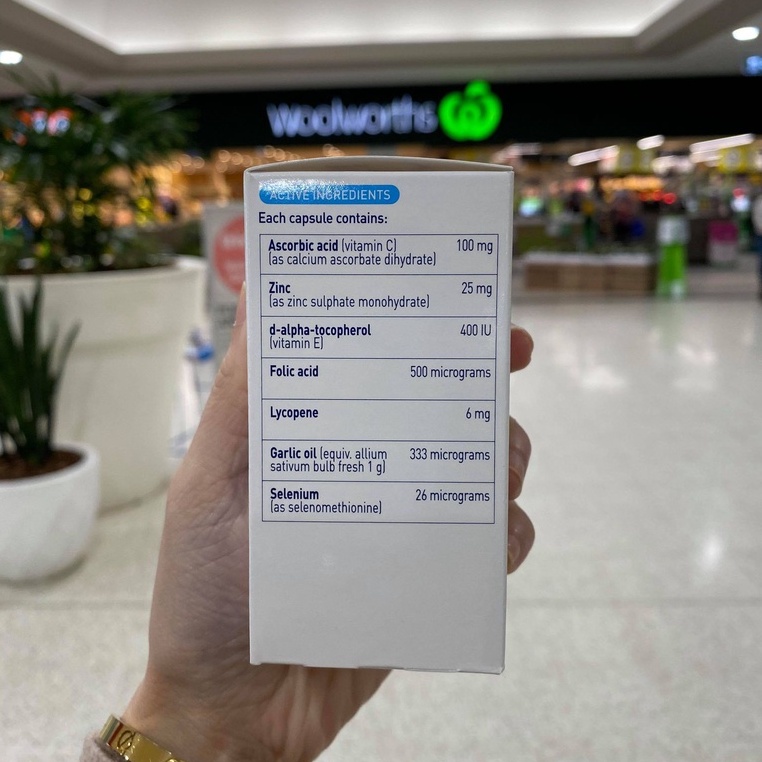 woolworths
ACTIVE INGREDIENTS
Each capsule contains:
Ascorbic acid (vitamin C) 100 mg
(as calcium ascorbate dihydrate)
Zinc 25 mg
(as zinc sulphate monohydrate)
d-alpha-tocopherol 400 IU
(vitamin E)
Folic acid 500 micrograms
Lycopene 6 mg
Garlic oil (equiv. allium 333 micrograms
sativum bulb fresh 1 g)
Selenium 26 micrograms
(as selenomethionine)